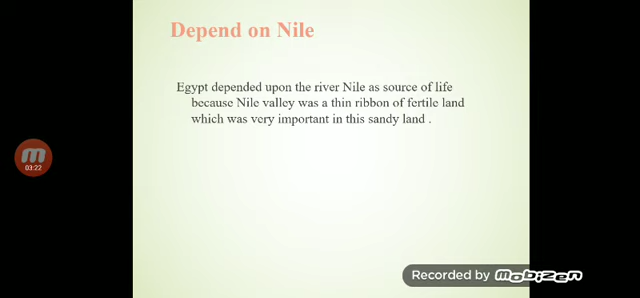 Depend on Nile
Egypt depended upon the river Nile as source of life
because Nile valley was a thin ribbon of fertile land
which was very important in this sandy land .
03:22
Recorded by mobizen